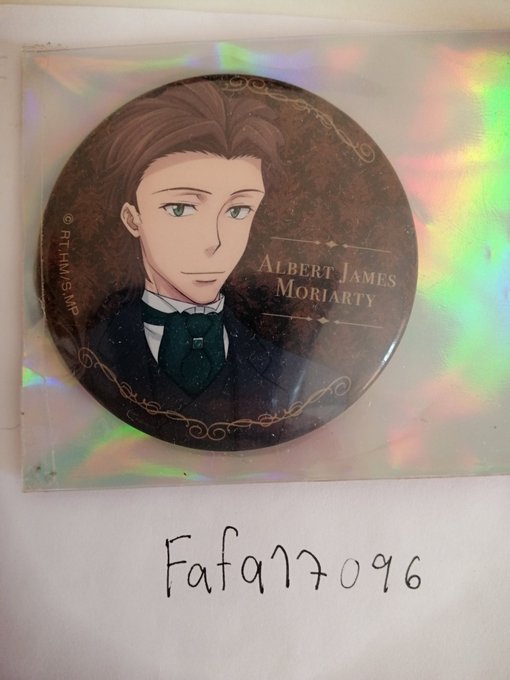 © RT.HM/S.MP
ALBERT JAMES
MORIARTY
Fafa17096